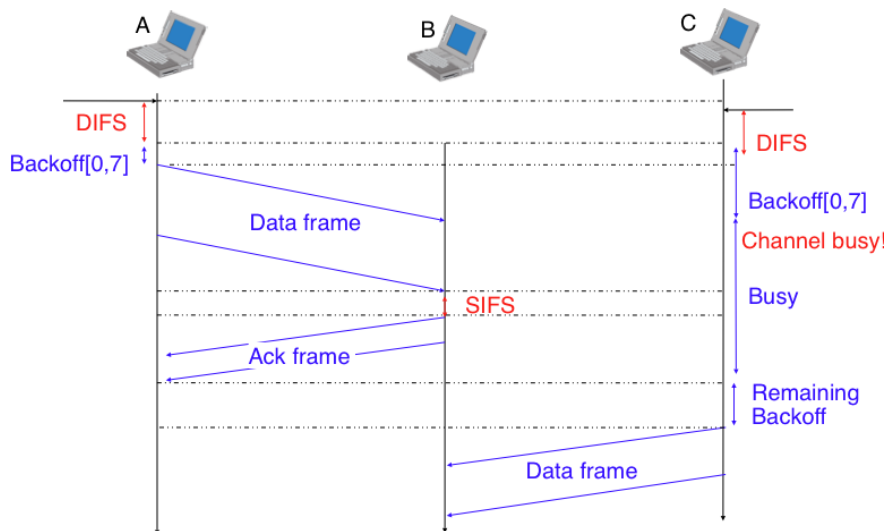 A
B
C
DIFS
DIFS
Backoff[0,7]
Backoff[0,7]
Data frame
Channel busy!
SIFS
Busy
Ack frame
Remaining
Backoff
Data frame